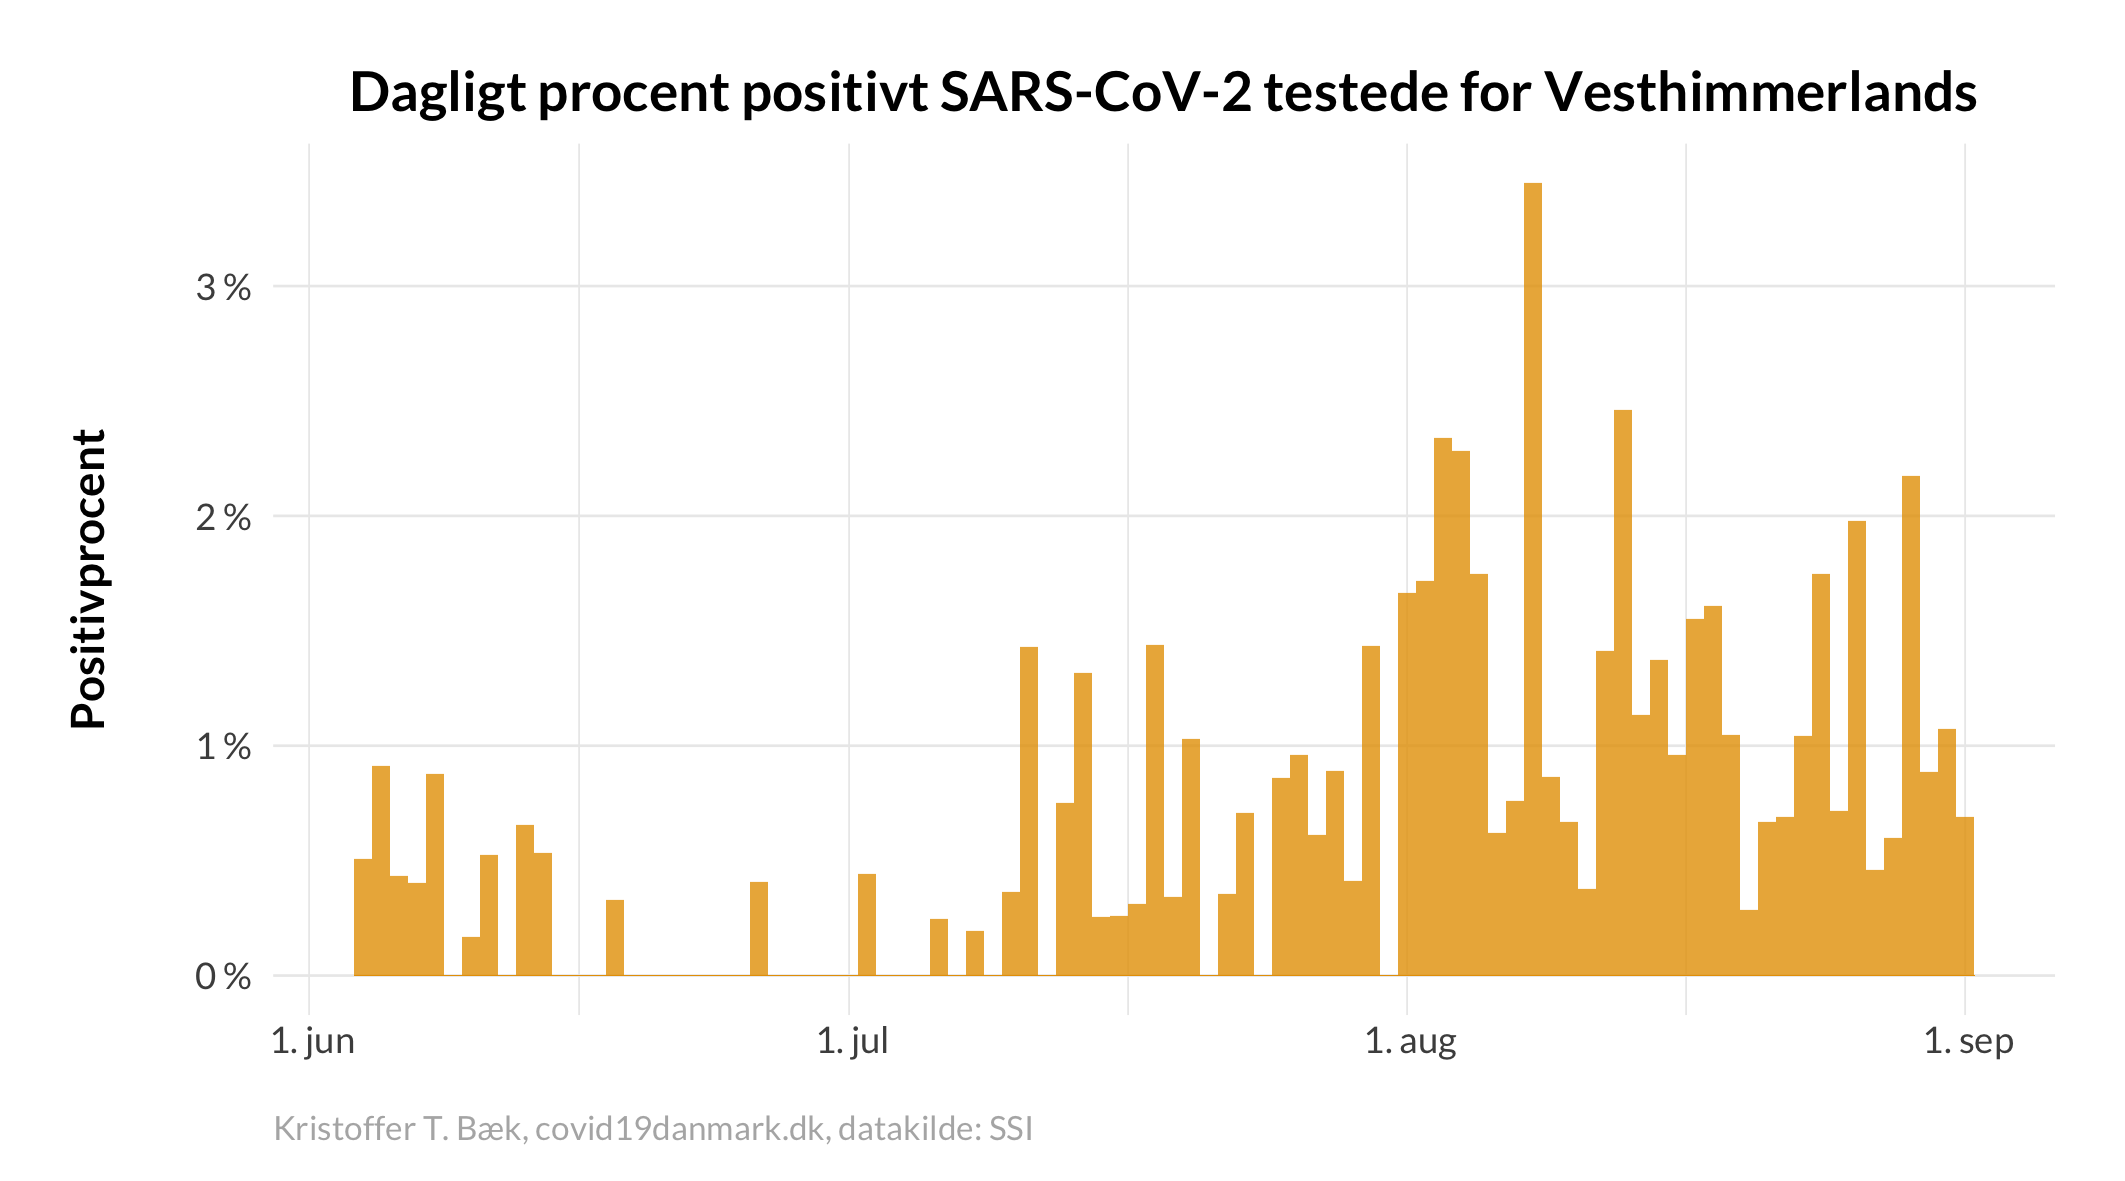 Dagligt procent positivt SARS-CoV-2 testede for Vesthimmerlands
Positivprocent
3 %
2 %
1 %
0 %
1. jun
1. jul
1. aug
1. sep
Kristoffer T. Bæk, covid19danmark.dk, datakilde: SSI